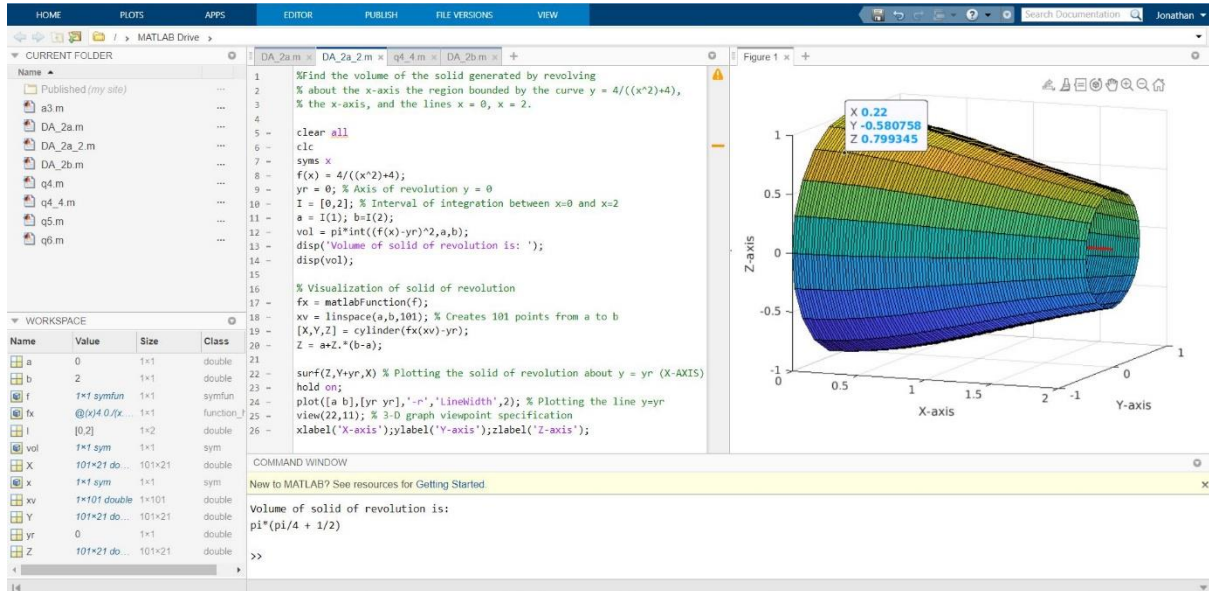 HOME PLOTS APPS EDITOR PUBLISH FILE VERSIONS VIEW Search Documentation Jonathan
/ › MATLAB Drive ›
CURRENT FOLDER
Name
Published (my site)
a3.m
DA_2a.m
DA_2a_2.m
DA_2b.m
q4.m
q4_4.m
q5.m
q6.m
WORKSPACE
Name Value Size Class
a 0 1×1 double
b 2 1×1 double
f 1×1 symfun 1×1 symfun
fx @(x)4.0./(x... 1×1 function_h
I [0,2] 1×2 double
vol 1×1 sym 1×1 sym
X 101×21 do... 101×21 double
x 1×1 sym 1×1 sym
xv 1×101 double 1×101 double
Y 101×21 do... 101×21 double
yr 0 1×1 double
Z 101×21 do... 101×21 double
DA_2a.m × DA_2a_2.m × q4_4.m × DA_2b.m × +
1 %Find the volume of the solid generated by revolving
2 % about the x-axis the region bounded by the curve y = 4/((x^2)+4),
3 % the x-axis, and the lines x = 0, x = 2.
4
5 - clear all
6 - clc
7 - syms x
8 - f(x) = 4/((x^2)+4);
9 - yr = 0; % Axis of revolution y = 0
10 - I = [0,2]; % Interval of integration between x=0 and x=2
11 - a = I(1); b=I(2);
12 - vol = pi*int((f(x)-yr)^2,a,b);
13 - disp('Volume of solid of revolution is: ');
14 - disp(vol);
15
16 % Visualization of solid of revolution
17 - fx = matlabFunction(f);
18 - xv = linspace(a,b,101); % Creates 101 points from a to b
19 - [X,Y,Z] = cylinder(fx(xv)-yr);
20 - Z = a+Z.*(b-a);
21
22 - surf(Z,Y+yr,X) % Plotting the solid of revolution about y = yr (X-AXIS)
23 - hold on;
24 - plot([a b],[yr yr],'-r','LineWidth',2); % Plotting the line y=yr
25 - view(22,11); % 3-D graph viewpoint specification
26 - xlabel('X-axis');ylabel('Y-axis');zlabel('Z-axis');
Figure 1 × +
X 0.22
Y -0.580758
Z 0.799345
1
0.5
0
-0.5
-1
Z-axis
0 0.5 1 1.5 2
X-axis
-1 0 1
Y-axis
COMMAND WINDOW
New to MATLAB? See resources for Getting Started.
Volume of solid of revolution is:
pi*(pi/4 + 1/2)
>>